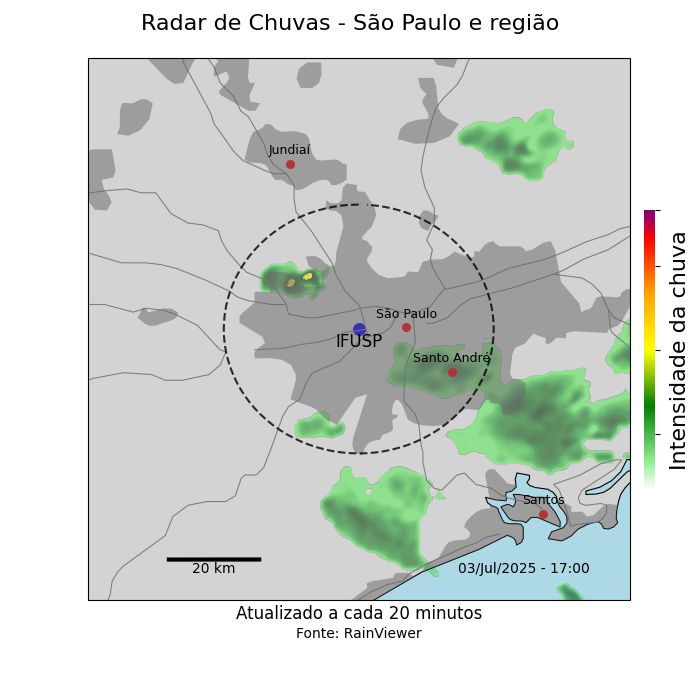 Radar de Chuvas - São Paulo e região
Jundiaí
São Paulo
IFUSP
Santo André
Intensidade da chuva
Santos
20 km
03/Jul/2025 - 17:00
Atualizado a cada 20 minutos
Fonte: RainViewer